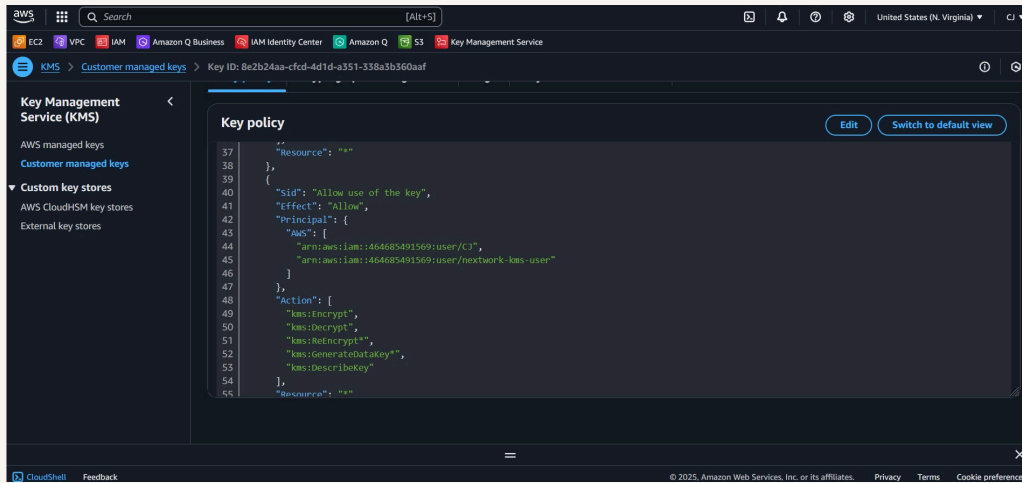 aws Search [Alt+S] United States (N. Virginia) CJ
EC2 VPC IAM Amazon Q Business IAM Identity Center Amazon Q S3 Key Management Service
KMS > Customer managed keys > Key ID: 8e2b24aa-cfcd-4d1d-a351-338a3b360aaf
Key Management Service (KMS)
AWS managed keys
Customer managed keys
Custom key stores
AWS CloudHSM key stores
External key stores
Key policy Edit Switch to default view
37 "Resource": "*"
38 },
39 {
40 "Sid": "Allow use of the key",
41 "Effect": "Allow",
42 "Principal": {
43 "AWS": [
44 "arn:aws:iam::464685491569:user/CJ",
45 "arn:aws:iam::464685491569:user/nextwork-kms-user"
46 ]
47 },
48 "Action": [
49 "kms:Encrypt",
50 "kms:Decrypt",
51 "kms:ReEncrypt*",
52 "kms:GenerateDataKey*",
53 "kms:DescribeKey"
54 ],
55 "Resource": "*"
CloudShell Feedback © 2025, Amazon Web Services, Inc. or its affiliates. Privacy Terms Cookie preference